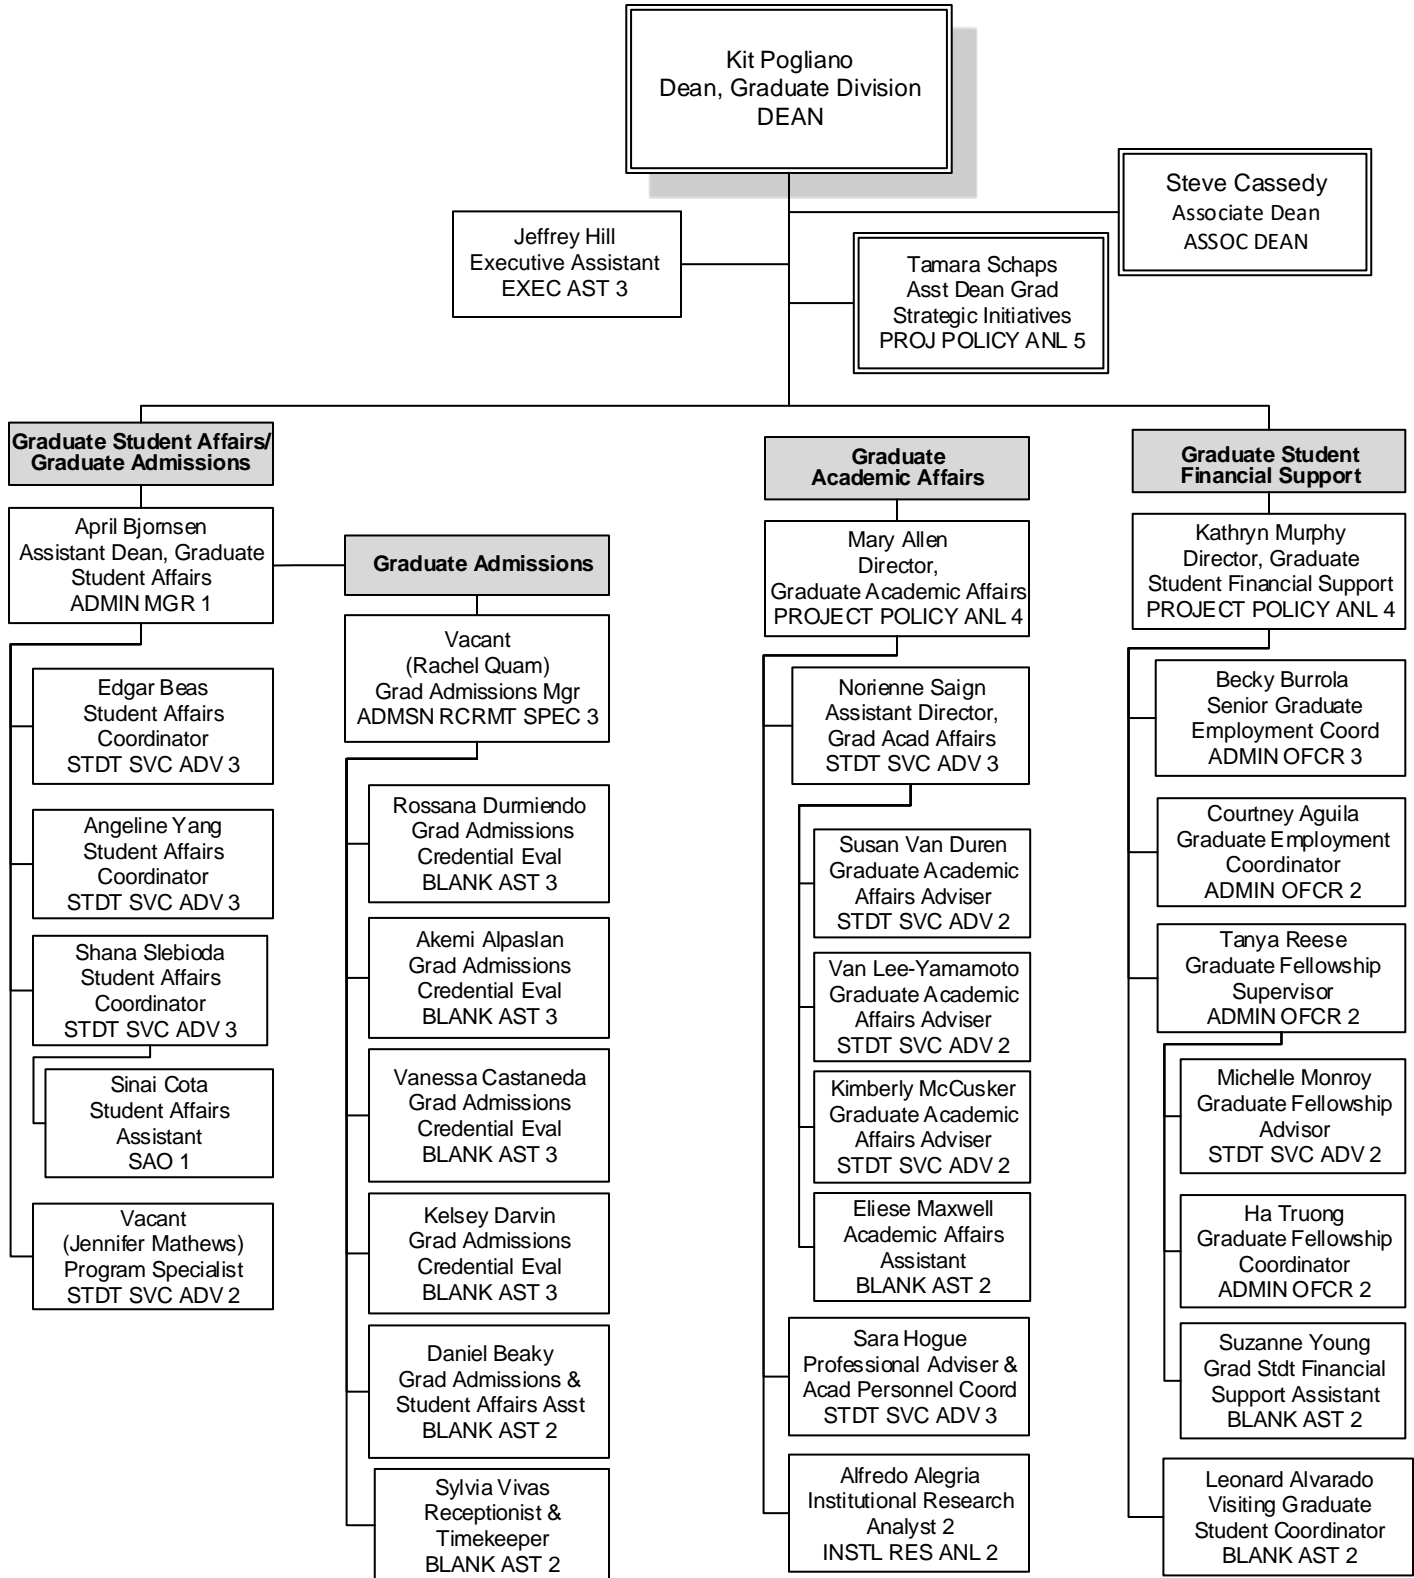 Kit Pogliano
Dean, Graduate Division
DEAN
Steve Cassedy
Associate Dean
ASSOC DEAN
Jeffrey Hill
Executive Assistant
EXEC AST 3
Tamara Schaps
Asst Dean Grad
Strategic Initiatives
PROJ POLICY ANL 5
Graduate Student Affairs/
Graduate Admissions
April Bjornsen
Assistant Dean, Graduate
Student Affairs
ADMIN MGR 1
Edgar Beas
Student Affairs
Coordinator
STDT SVC ADV 3
Angeline Yang
Student Affairs
Coordinator
STDT SVC ADV 3
Shana Slebioda
Student Affairs
Coordinator
STDT SVC ADV 3
Sinai Cota
Student Affairs
Assistant
SAO 1
Vacant
(Jennifer Mathews)
Program Specialist
STDT SVC ADV 2
Graduate Admissions
Vacant
(Rachel Quam)
Grad Admissions Mgr
ADMSN RCRMT SPEC 3
Rossana Durmiendo
Grad Admissions
Credential Eval
BLANK AST 3
Akemi Alpaslan
Grad Admissions
Credential Eval
BLANK AST 3
Vanessa Castaneda
Grad Admissions
Credential Eval
BLANK AST 3
Kelsey Darvin
Grad Admissions
Credential Eval
BLANK AST 3
Daniel Beaky
Grad Admissions &
Student Affairs Asst
BLANK AST 2
Sylvia Vivas
Receptionist &
Timekeeper
BLANK AST 2
Graduate
Academic Affairs
Mary Allen
Director,
Graduate Academic Affairs
PROJECT POLICY ANL 4
Norienne Saign
Assistant Director,
Grad Acad Affairs
STDT SVC ADV 3
Susan Van Duren
Graduate Academic
Affairs Adviser
STDT SVC ADV 2
Van Lee-Yamamoto
Graduate Academic
Affairs Adviser
STDT SVC ADV 2
Kimberly McCusker
Graduate Academic
Affairs Adviser
STDT SVC ADV 2
Eliese Maxwell
Academic Affairs
Assistant
BLANK AST 2
Sara Hogue
Professional Adviser &
Acad Personnel Coord
STDT SVC ADV 3
Alfredo Alegria
Institutional Research
Analyst 2
INSTL RES ANL 2
Graduate Student
Financial Support
Kathryn Murphy
Director, Graduate
Student Financial Support
PROJECT POLICY ANL 4
Becky Burrola
Senior Graduate
Employment Coord
ADMIN OFCR 3
Courtney Aguila
Graduate Employment
Coordinator
ADMIN OFCR 2
Tanya Reese
Graduate Fellowship
Supervisor
ADMIN OFCR 2
Michelle Monroy
Graduate Fellowship
Advisor
STDT SVC ADV 2
Ha Truong
Graduate Fellowship
Coordinator
ADMIN OFCR 2
Suzanne Young
Grad Stdt Financial
Support Assistant
BLANK AST 2
Leonard Alvarado
Visiting Graduate
Student Coordinator
BLANK AST 2